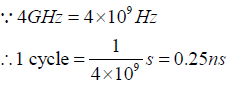 ∵ 4GHz = 4×10⁹ Hz
∴ 1 cycle = 1/(4×10⁹) s = 0.25ns